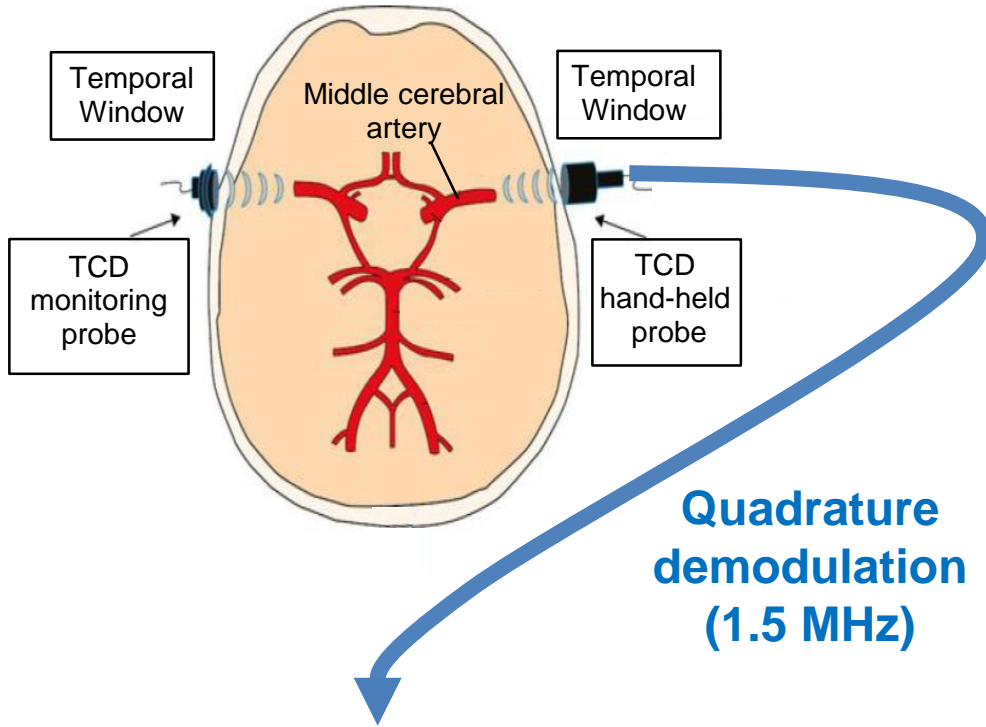 Temporal
Window
Middle cerebral
artery
Temporal
Window
TCD
monitoring
probe
TCD
hand-held
probe
Quadrature
demodulation
(1.5 MHz)